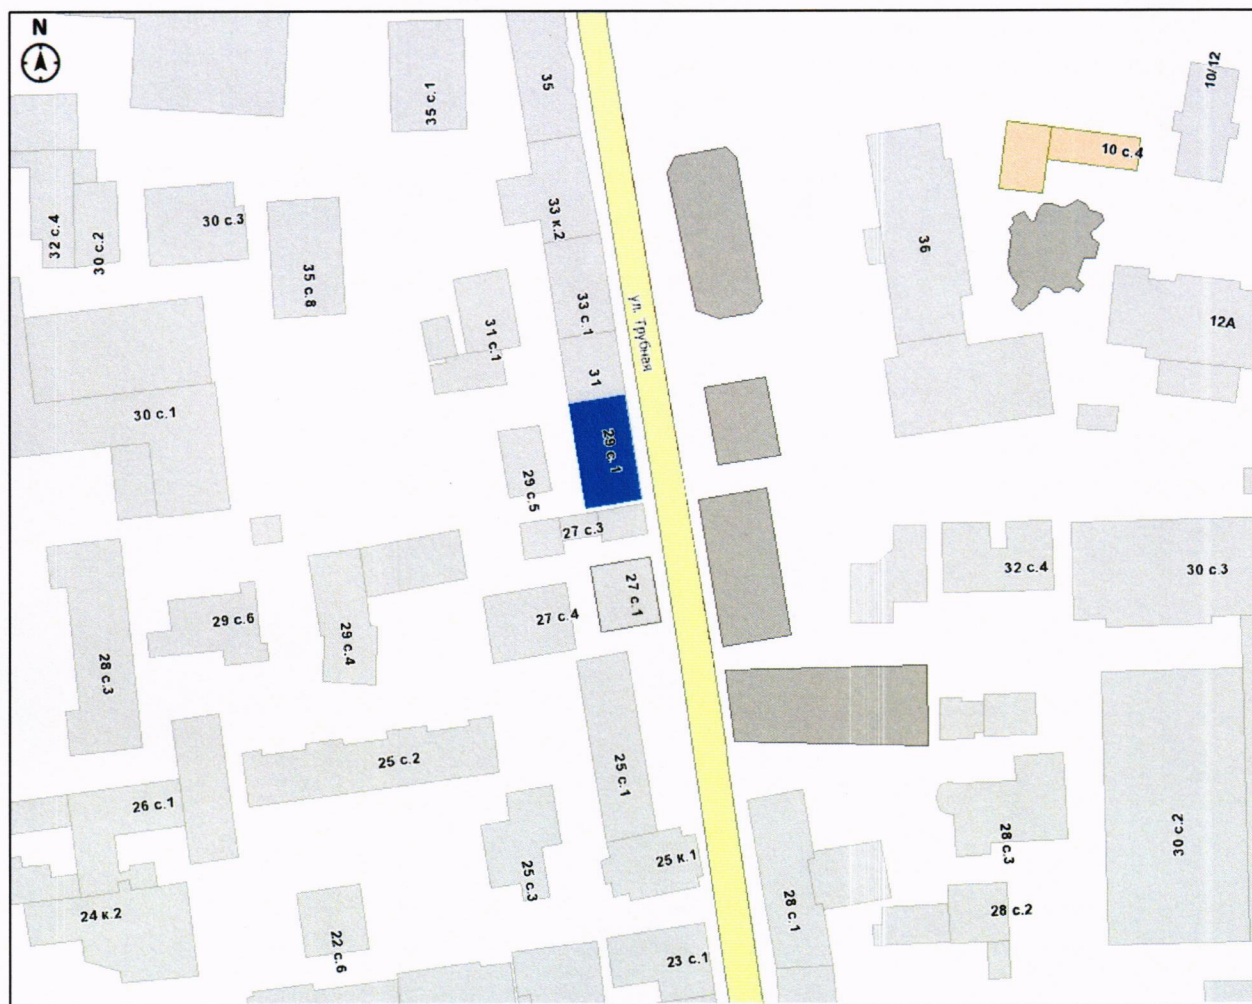 N
35
35 с.1
10/12
10 с.4
32 с.4
30 с.2
30 с.3
33 к.2
35 с.8
36
33 с.1
ул. Трубная
31 с.1
12А
31
30 с.1
29 с.1
29 с.5
27 с.3
27 с.1
32 с.4
30 с.3
29 с.6
29 с.4
27 с.4
28 с.3
25 с.2
25 с.1
26 с.1
28 с.3
30 с.2
25 с.3
25 к.1
24 к.2
28 с.1
28 с.2
22 с.6
23 с.1